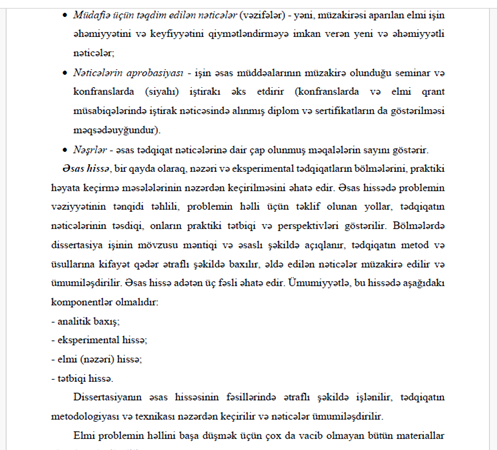 • Müdafiə üçün təqdim edilən nəticələr (vəzifələr) - yəni, müzakirəsi aparılan elmi işin
əhəmiyyətini və keyfiyyətini qiymətləndirməyə imkan verən yeni və əhəmiyyətli
nəticələr;
• Nəticələrin aprobasiyası - işin əsas müddəalarının müzakirə olunduğu seminar və
konfranslarda (siyahı) iştirakı əks etdirir (konfranslarda və elmi qrant
müsabiqələrində iştirak nəticəsində alınmış diplom və sertifikatların da göstərilməsi
məqsədəuyğundur).
• Nəşrlər - əsas tədqiqat nəticələrinə dair çap olunmuş məqalələrin sayını göstərir.
Əsas hissə, bir qayda olaraq, nəzəri və eksperimental tədqiqatların bölmələrini, praktiki
həyata keçirmə məsələlərinin nəzərdən keçirilməsini əhatə edir. Əsas hissədə problemin
vəziyyətinin tənqidi təhlili, problemin həlli üçün təklif olunan yollar, tədqiqatın
nəticələrinin təsdiqi, onların praktiki tətbiqi və perspektivləri göstərilir. Bölmələrdə
dissertasiya işinin mövzusu məntiqi və əsaslı şəkildə açıqlanır, tədqiqatın metod və
üsullarına kifayət qədər ətraflı şəkildə baxılır, əldə edilən nəticələr müzakirə edilir və
ümumiləşdirilir. Əsas hissə adətən üç fəsli əhatə edir. Ümumiyyətlə, bu hissədə aşağıdakı
komponentlər olmalıdır:
- analitik baxış;
- eksperimental hissə;
- elmi (nəzəri) hissə;
- tətbiqi hissə.
Dissertasiyanın əsas hissəsinin fəsillərində ətraflı şəkildə işlənilir, tədqiqatın
metodologiyası və texnikası nəzərdən keçirilir və nəticələr ümumiləşdirilir.
Elmi problemin həllini başa düşmək üçün çox da vacib olmayan bütün materiallar